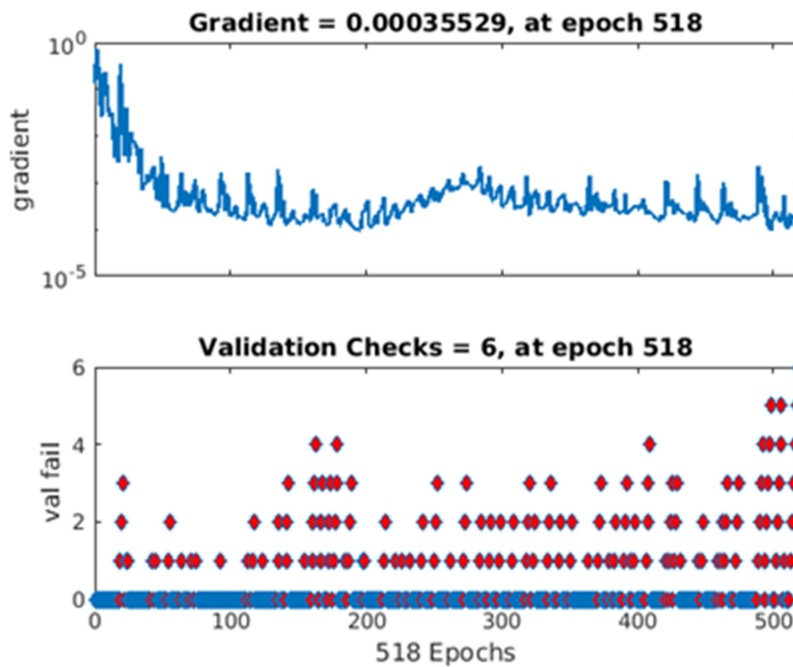 Gradient = 0.00035529, at epoch 518
10^0
gradient
10^-5
Validation Checks = 6, at epoch 518
6
4
val fail
2
0
0 100 200 300 400 500
518 Epochs